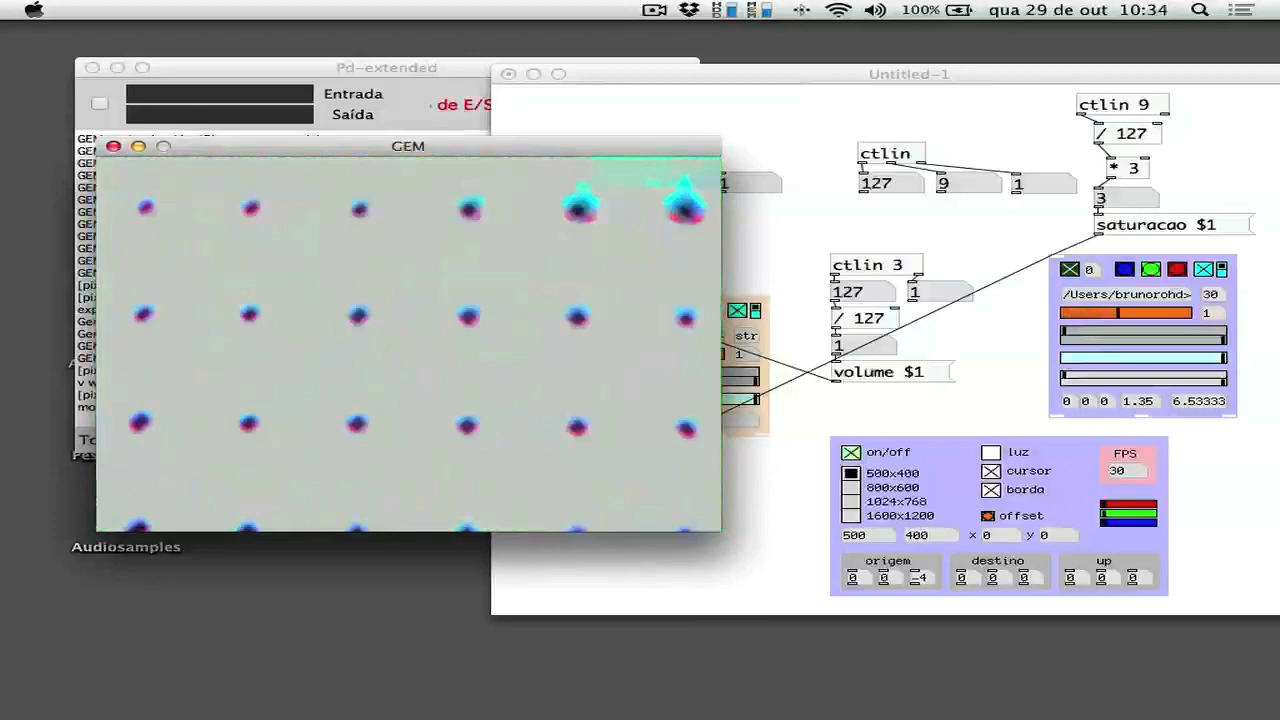 100% qua 29 de out 10:34
Pd-extended
Entrada
Saída
de E/S
GEM
Untitled-1
ctlin 9
/ 127
* 3
3
saturacao $1
ctlin
127 9 1
1
ctlin 3
127 1
/ 127
1
volume $1
str
1
0
/Users/brunorohd> 30
1
0 0 0 1.35 6.53333
on/off
500x400
800x600
1024x768
1600x1200
luz
cursor
borda
offset
FPS
30
500 400 x 0 y 0
origem destino up
0 0 -4 0 0 0 0 0 0
Audiosamples